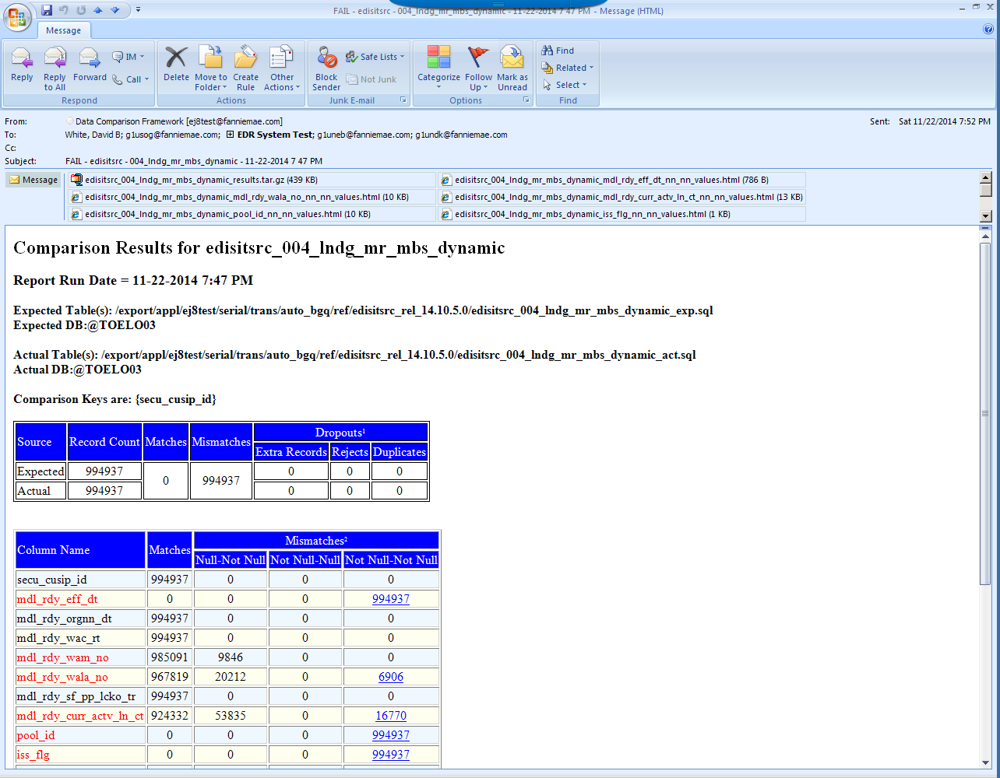 FAIL - edisitsrc - 004_lndg_mr_mbs_dynamic - 11-22-2014 7 47 PM - Message (HTML)
Message
Reply
Reply to All
Forward
IM
Call
Respond
Delete
Move to Folder
Create Rule
Other Actions
Actions
Block Sender
Safe Lists
Not Junk
Junk E-mail
Categorize
Follow Up
Mark as Unread
Options
Find
Related
Select
Find
From: Data Comparison Framework [ej8test@fanniemae.com]
Sent: Sat 11/22/2014 7:52 PM
To: White, David B; g1usog@fanniemae.com; EDR System Test; g1uneb@fanniemae.com; g1undk@fanniemae.com
Cc:
Subject: FAIL - edisitsrc - 004_lndg_mr_mbs_dynamic - 11-22-2014 7 47 PM
Message
edisitsrc_004_lndg_mr_mbs_dynamic_results.tar.gz (439 KB)
edisitsrc_004_lndg_mr_mbs_dynamic_mdl_rdy_eff_dt_nn_nn_values.html (786 B)
edisitsrc_004_lndg_mr_mbs_dynamic_mdl_rdy_wala_no_nn_nn_values.html (10 KB)
edisitsrc_004_lndg_mr_mbs_dynamic_mdl_rdy_curr_actv_ln_ct_nn_nn_values.html (13 KB)
edisitsrc_004_lndg_mr_mbs_dynamic_pool_id_nn_nn_values.html (10 KB)
edisitsrc_004_lndg_mr_mbs_dynamic_iss_flg_nn_nn_values.html (1 KB)
Comparison Results for edisitsrc_004_lndg_mr_mbs_dynamic
Report Run Date = 11-22-2014 7:47 PM
Expected Table(s): /export/appl/ej8test/serial/trans/auto_bgq/ref/edisitsrc_rel_14.10.5.0/edisitsrc_004_lndg_mr_mbs_dynamic_exp.sql
Expected DB:@TOELO03
Actual Table(s): /export/appl/ej8test/serial/trans/auto_bgq/ref/edisitsrc_rel_14.10.5.0/edisitsrc_004_lndg_mr_mbs_dynamic_act.sql
Actual DB:@TOELO03
Comparison Keys are: {secu_cusip_id}
Source Record Count Matches Mismatches Dropouts¹
Extra Records Rejects Duplicates
Expected 994937 0 994937 0 0 0
Actual 994937 0 0 0
Column Name Matches Mismatches²
Null-Not Null Not Null-Null Not Null-Not Null
secu_cusip_id 994937 0 0 0
mdl_rdy_eff_dt 0 0 0 994937
mdl_rdy_orgnn_dt 994937 0 0 0
mdl_rdy_wac_rt 994937 0 0 0
mdl_rdy_wam_no 985091 9846 0 0
mdl_rdy_wala_no 967819 20212 0 6906
mdl_rdy_sf_pp_lcko_tr 994937 0 0 0
mdl_rdy_curr_actv_ln_ct 924332 53835 0 16770
pool_id 0 0 0 994937
iss_flg 0 0 0 994937